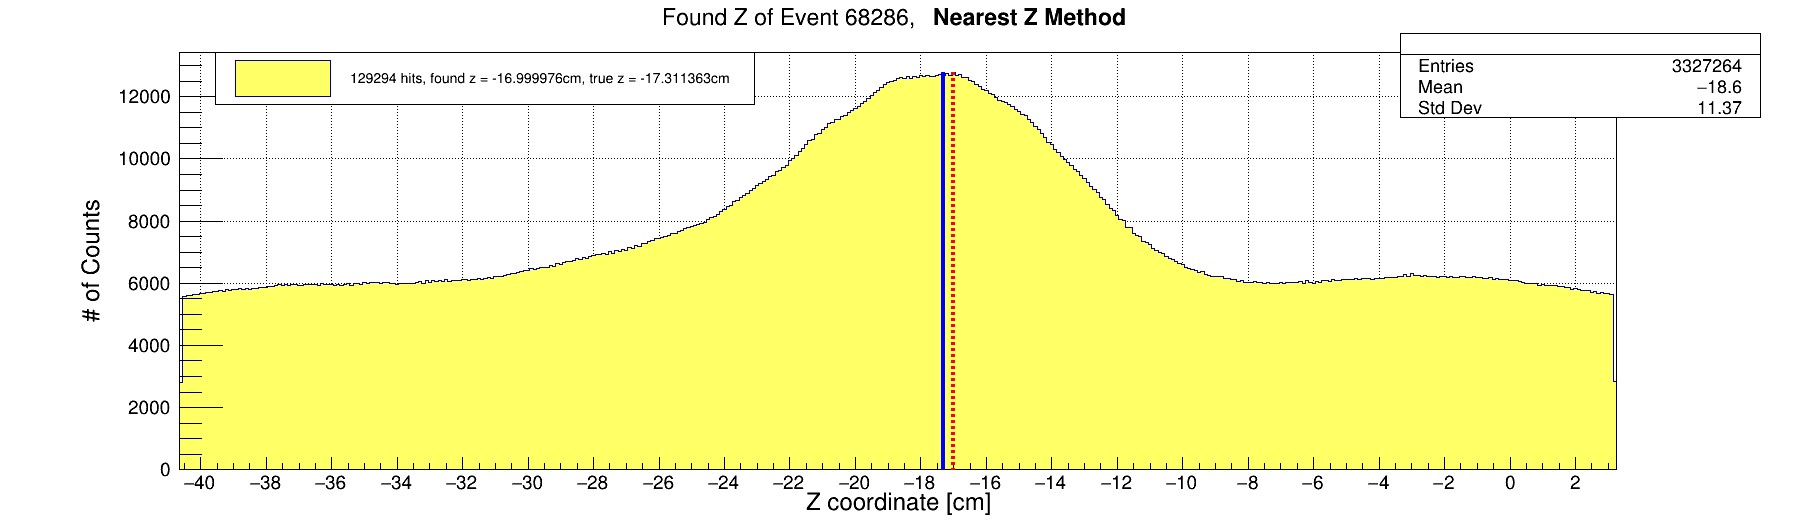 Found Z of Event 68286, Nearest Z Method
129294 hits, found z = -16.999976cm, true z = -17.311363cm
Entries 3327264
Mean −18.6
Std Dev 11.37
# of Counts
12000
10000
8000
6000
4000
2000
0
−40 −38 −36 −34 −32 −30 −28 −26 −24 −22 −20 −18 −16 −14 −12 −10 −8 −6 −4 −2 0 2
Z coordinate [cm]